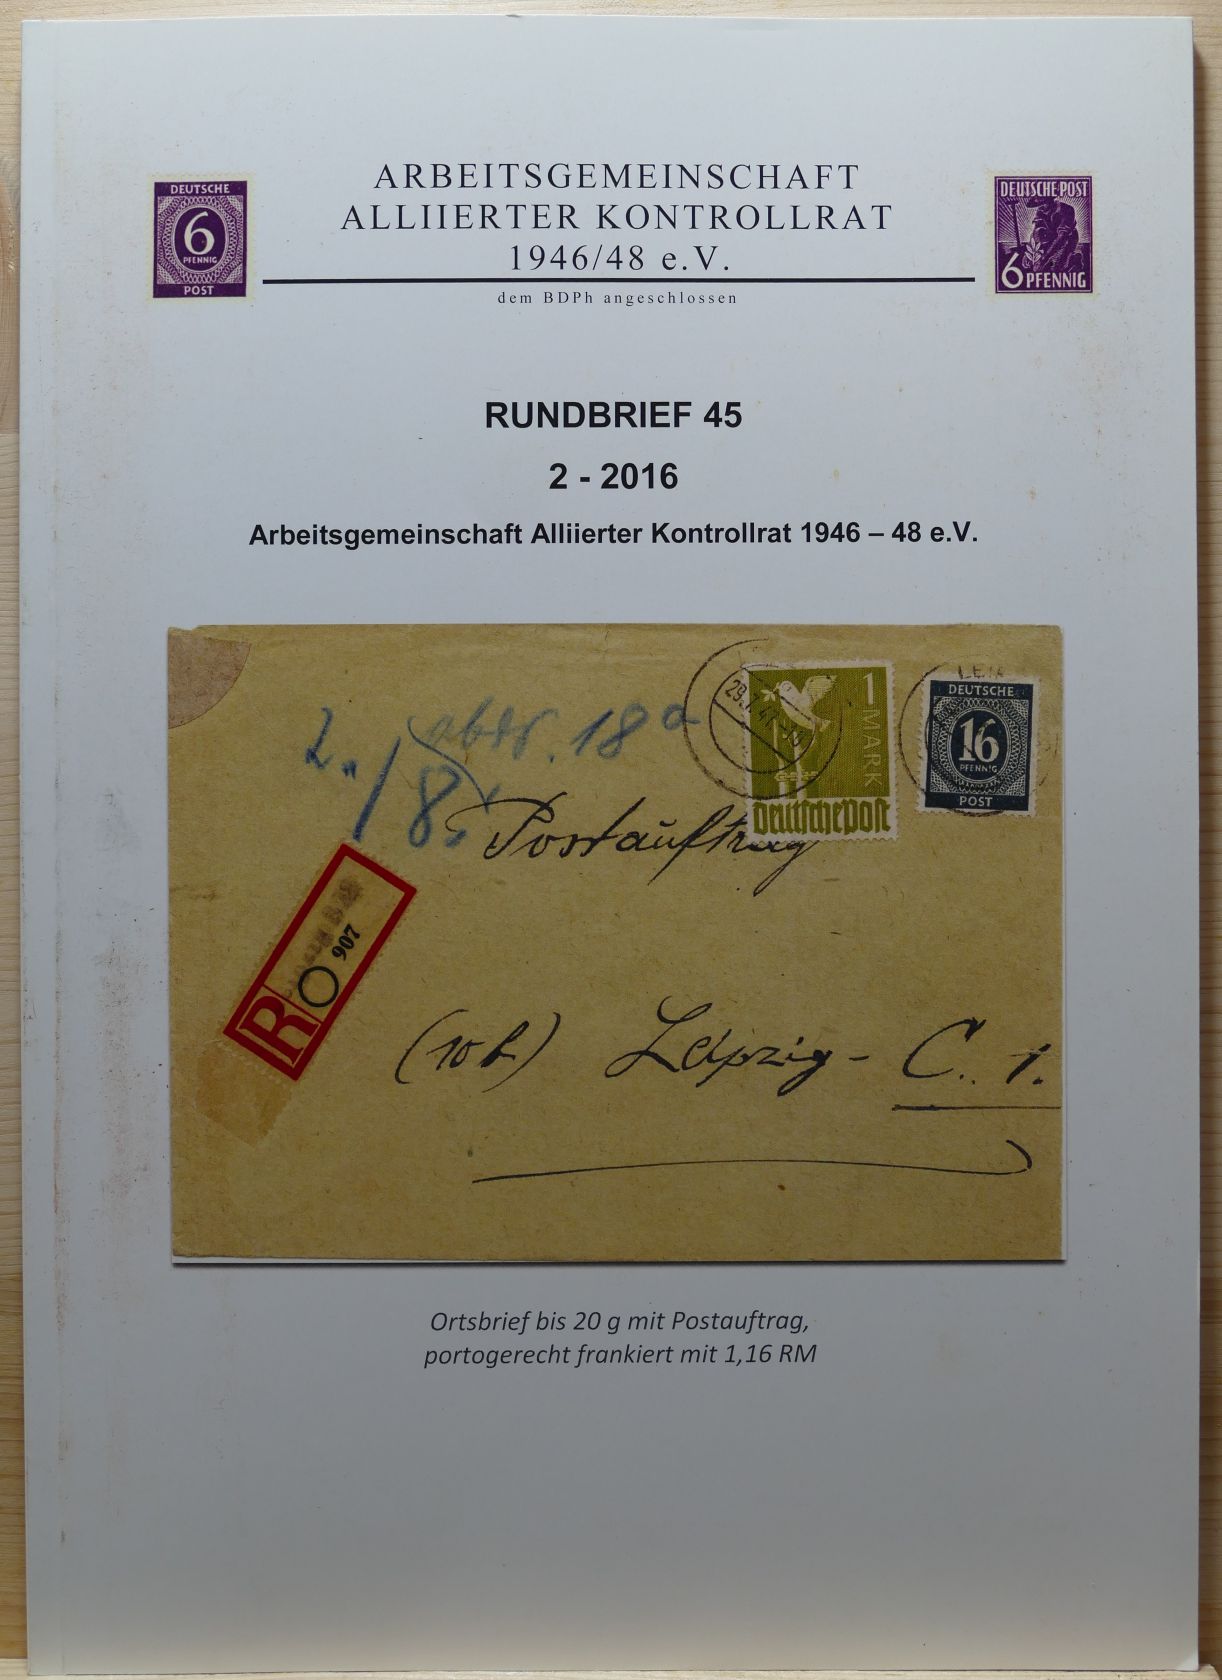 ARBEITSGEMEINSCHAFT
ALLIIERTER KONTROLLRAT
1946/48 e.V.
dem BDPh angeschlossen
DEUTSCHE
6
PFENNIG
POST
DEUTSCHE POST
6 PFENNIG
RUNDBRIEF 45
2 - 2016
Arbeitsgemeinschaft Alliierter Kontrollrat 1946 – 48 e.V.
1 MARK
Deutsche Post
DEUTSCHE
16
PFENNIG
POST
18a
Postauftrag
R 907
(10b) Leipzig - C. 1.
Ortsbrief bis 20 g mit Postauftrag,
portogerecht frankiert mit 1,16 RM